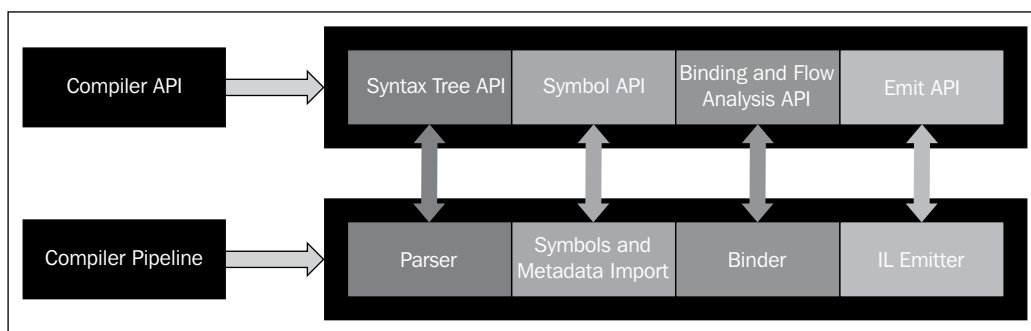 Compiler API
Syntax Tree API
Symbol API
Binding and Flow
Analysis API
Emit API
Compiler Pipeline
Parser
Symbols and
Metadata Import
Binder
IL Emitter